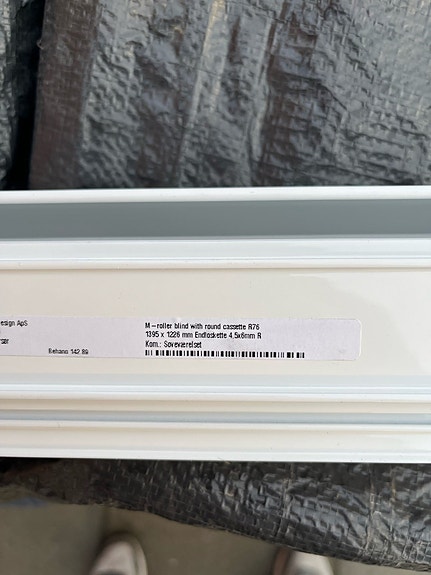 esign ApS
M-roller blind with round cassette R76
1395 x 1226 mm Endloskette 4,5x6mm R
Kom.: Soveværelset
Behano 142.89